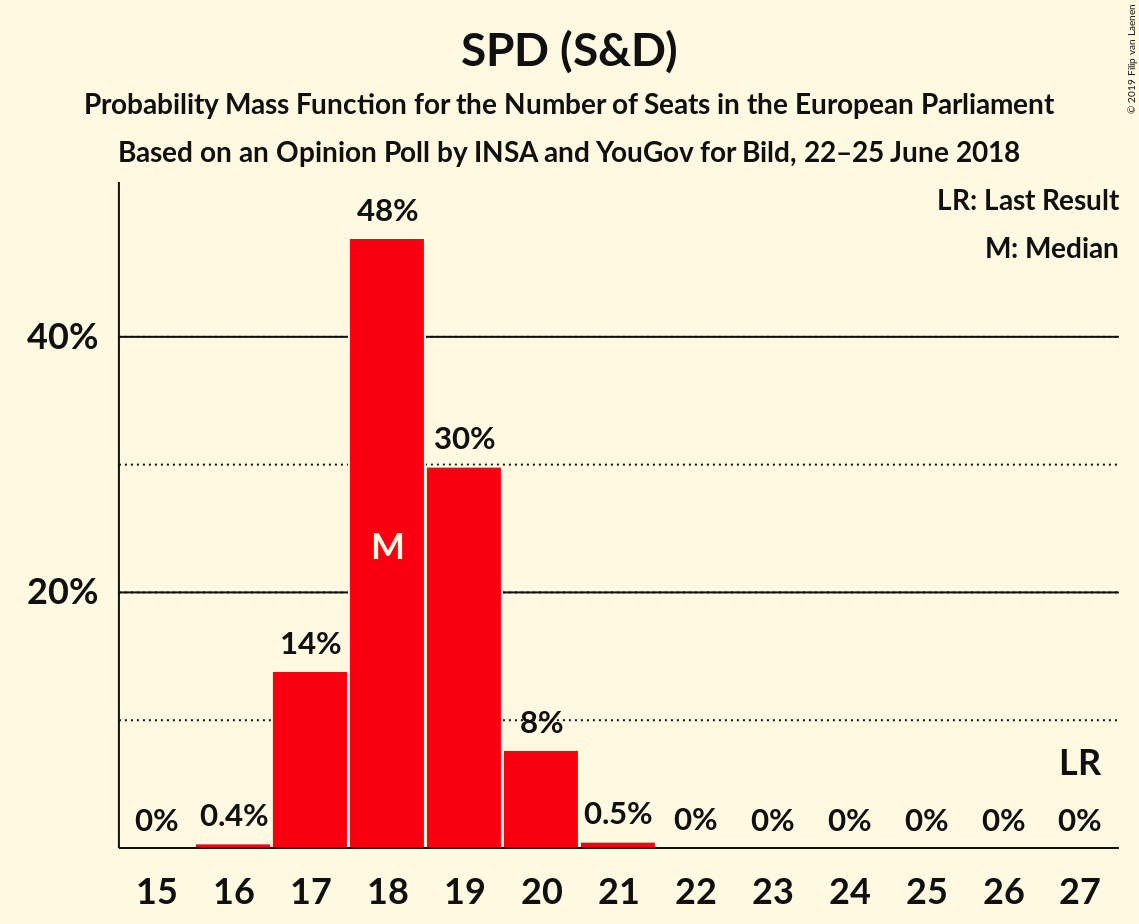 SPD (S&D)
Probability Mass Function for the Number of Seats in the European Parliament
Based on an Opinion Poll by INSA and YouGov for Bild, 22–25 June 2018
© 2019 Filip van Laenen
LR: Last Result
M: Median
48%
40%
30%
M
20%
14%
8%
LR
0% 0.4% 0.5% 0% 0% 0% 0% 0% 0%
15 16 17 18 19 20 21 22 23 24 25 26 27